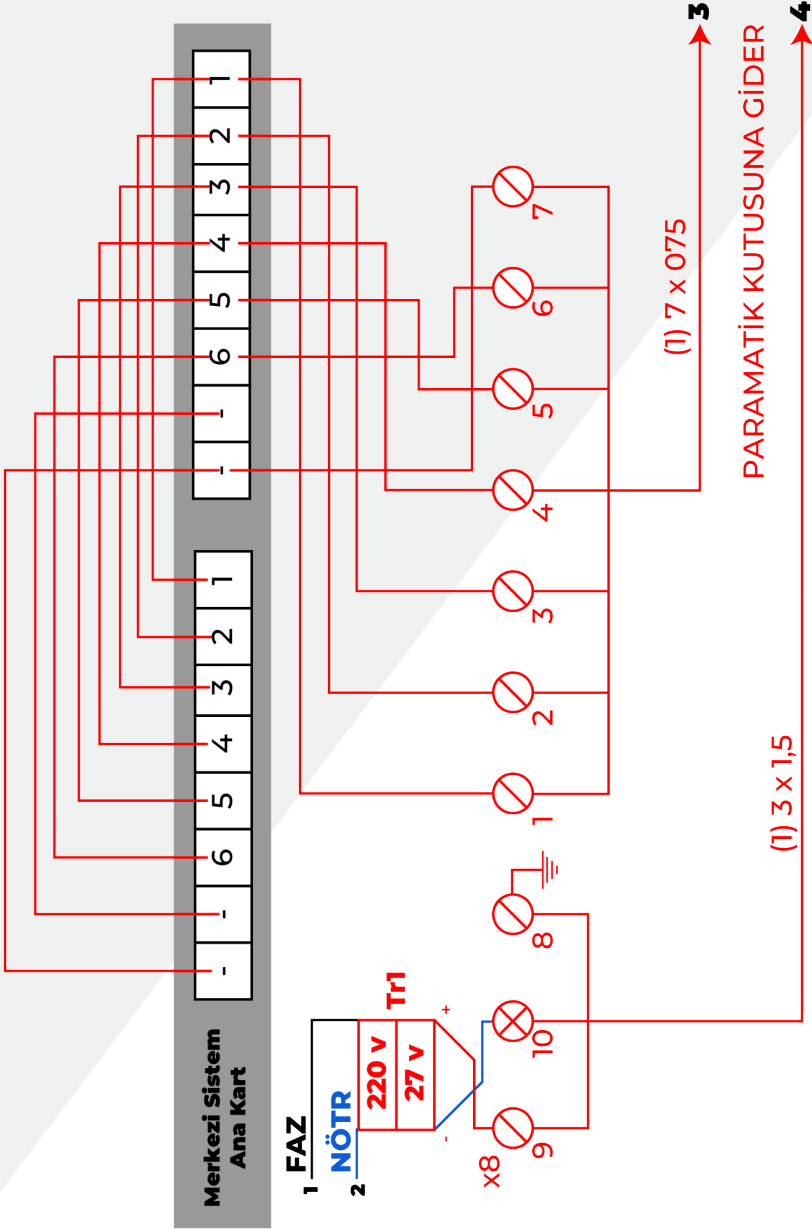 Merkezi Sistem
Ana Kart
- - 6 5 4 3 2 1
- - 6 5 4 3 2 1
1 FAZ
2 NÖTR
220 v
27 v
Tr1
- +
x8
9 10 8 1 2 3 4 5 6 7
(1) 7 x 075
3
PARAMATİK KUTUSUNA GİDER
(1) 3 x 1,5
4